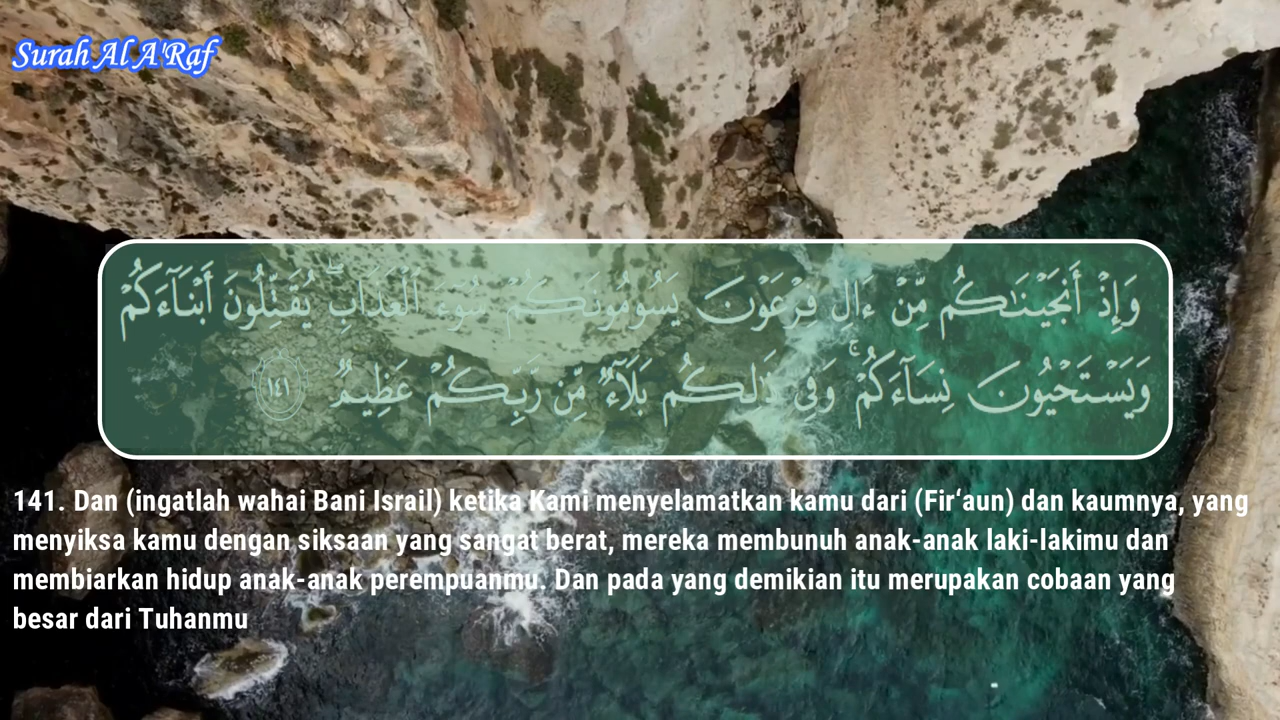 Surah Al A'Raf
وَإِذْ أَنجَيْنَـٰكُم مِّنْ ءَالِ فِرْعَوْنَ يَسُومُونَكُمْ سُوٓءَ ٱلْعَذَابِ ۖ يُقَتِّلُونَ أَبْنَآءَكُمْ
وَيَسْتَحْيُونَ نِسَآءَكُمْ ۚ وَفِى ذَٰلِكُم بَلَآءٌ مِّن رَّبِّكُمْ عَظِيمٌ ١٤١
141. Dan (ingatlah wahai Bani Israil) ketika Kami menyelamatkan kamu dari (Fir‘aun) dan kaumnya, yang
menyiksa kamu dengan siksaan yang sangat berat, mereka membunuh anak-anak laki-lakimu dan
membiarkan hidup anak-anak perempuanmu. Dan pada yang demikian itu merupakan cobaan yang
besar dari Tuhanmu